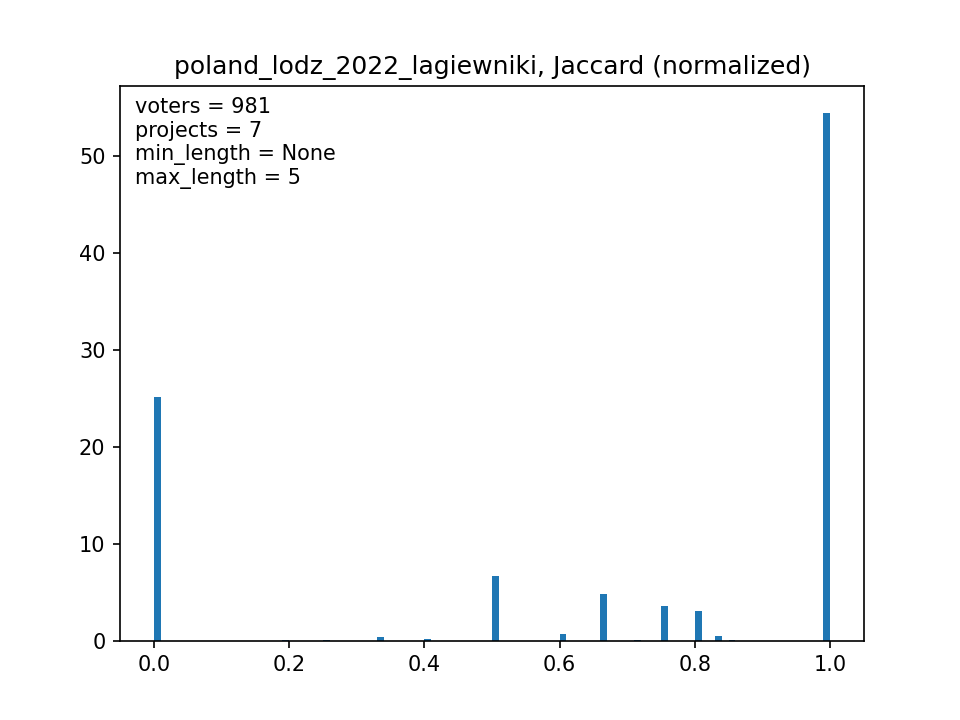 poland_lodz_2022_lagiewniki, Jaccard (normalized)
voters = 981
projects = 7
min_length = None
max_length = 5
50
40
30
20
10
0
0.0 0.2 0.4 0.6 0.8 1.0